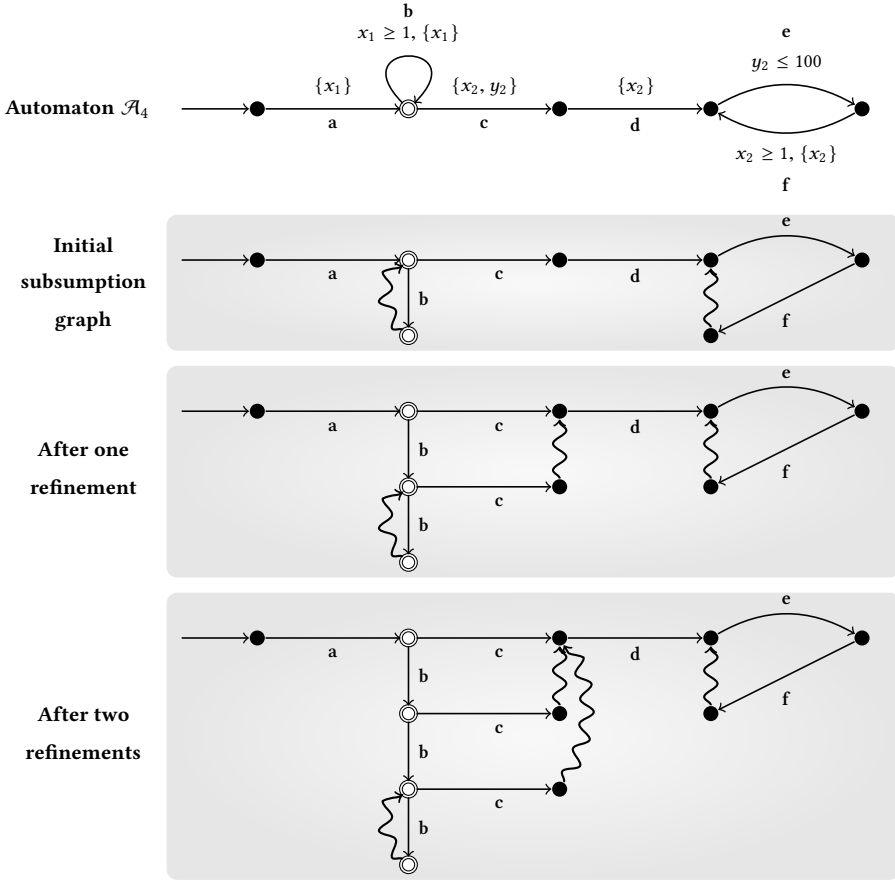 b
x₁ ≥ 1, {x₁}
e
y₂ ≤ 100
{x₁}
{x₂, y₂}
{x₂}
Automaton 𝒜₄
a
c
d
x₂ ≥ 1, {x₂}
f
Initial
subsumption
graph
e
a
c
d
b
f
After one
refinement
e
a
c
d
b
f
c
b
After two
refinements
e
a
c
d
b
f
c
b
c
b